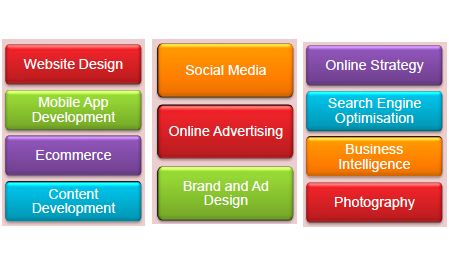 Website Design
Mobile App
Development
Ecommerce
Content
Development
Social Media
Online Advertising
Brand and Ad
Design
Online Strategy
Search Engine
Optimisation
Business
Intelligence
Photography